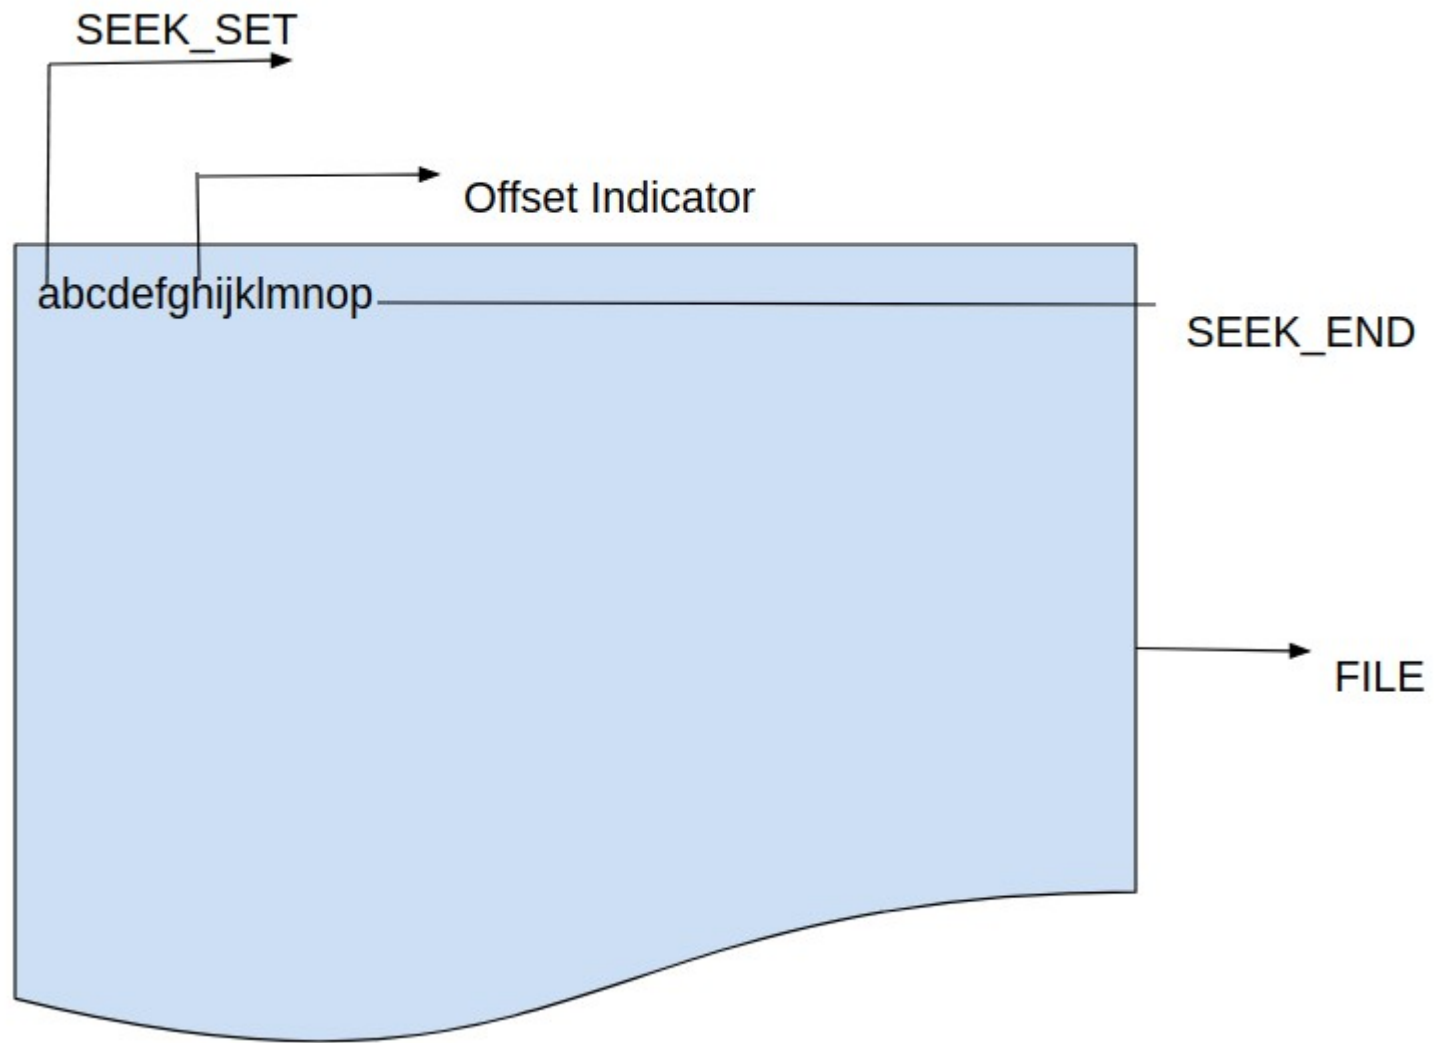 SEEK_SET
Offset Indicator
abcdefghijklmnop
SEEK_END
FILE